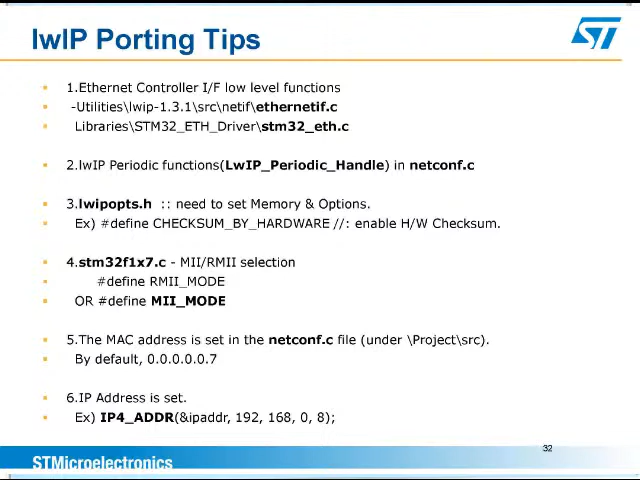 lwIP Porting Tips
ST
1.Ethernet Controller I/F low level functions
-Utilities\lwip-1.3.1\src\netif\ethernetif.c
Libraries\STM32_ETH_Driver\stm32_eth.c
2.lwIP Periodic functions(LwIP_Periodic_Handle) in netconf.c
3.lwipopts.h :: need to set Memory & Options.
Ex) #define CHECKSUM_BY_HARDWARE //: enable H/W Checksum.
4.stm32f1x7.c - MII/RMII selection
#define RMII_MODE
OR #define MII_MODE
5.The MAC address is set in the netconf.c file (under \Project\src).
By default, 0.0.0.0.0.7
6.IP Address is set.
Ex) IP4_ADDR(&ipaddr, 192, 168, 0, 8);
32
STMicroelectronics